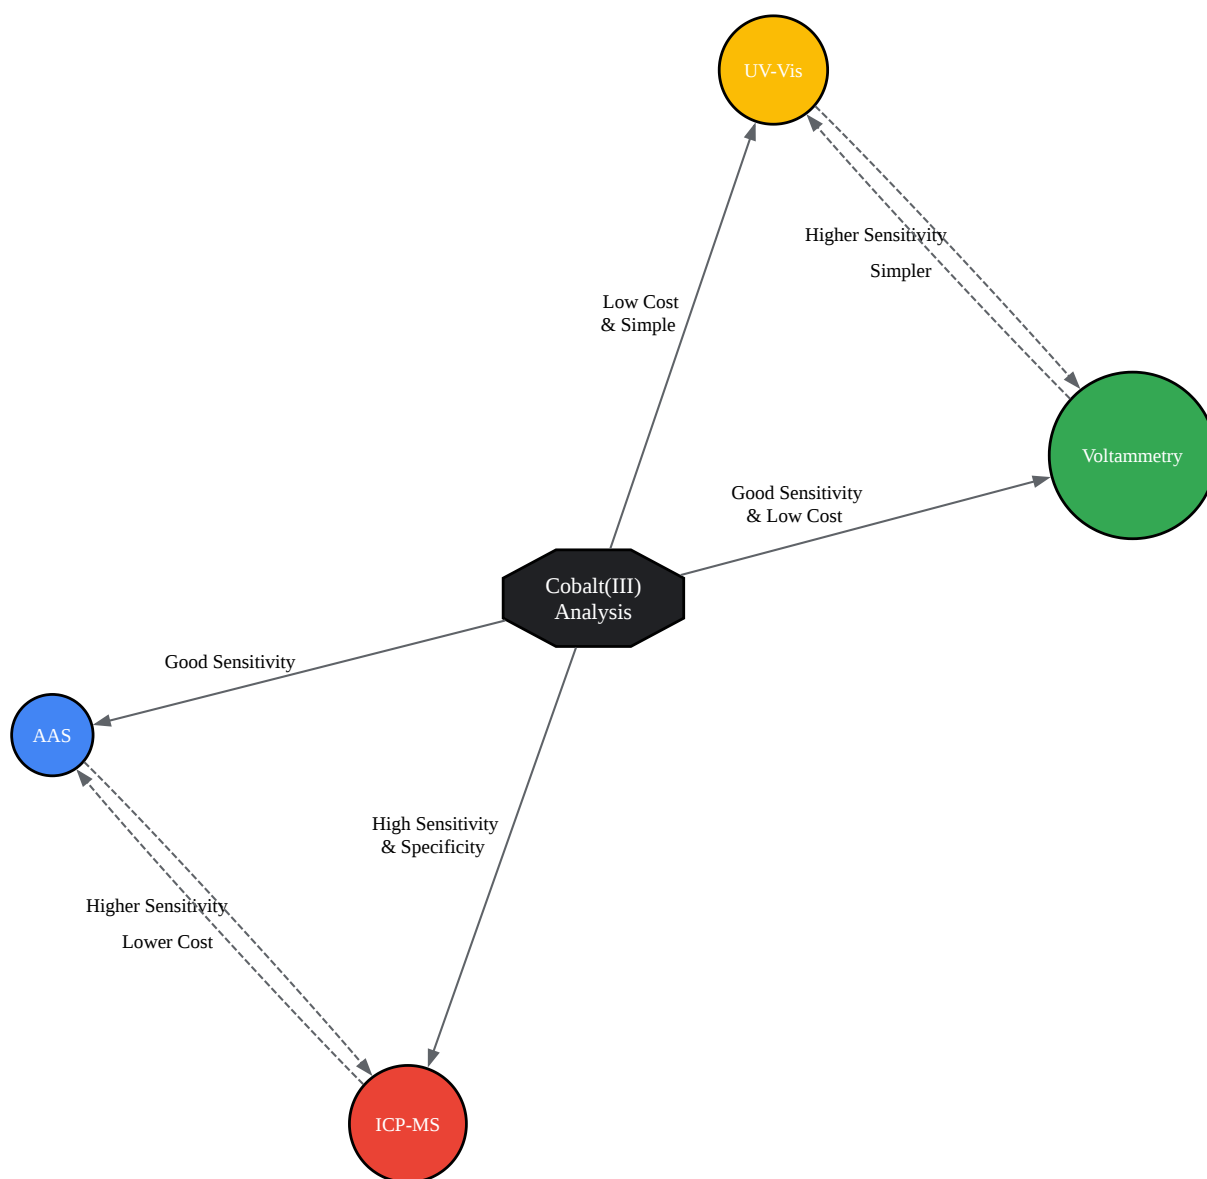 UV-Vis
Higher Sensitivity
Simpler
Low Cost
& Simple
Voltammetry
Good Sensitivity
& Low Cost
Cobalt(III)
Analysis
Good Sensitivity
AAS
High Sensitivity
& Specificity
Higher Sensitivity
Lower Cost
ICP-MS